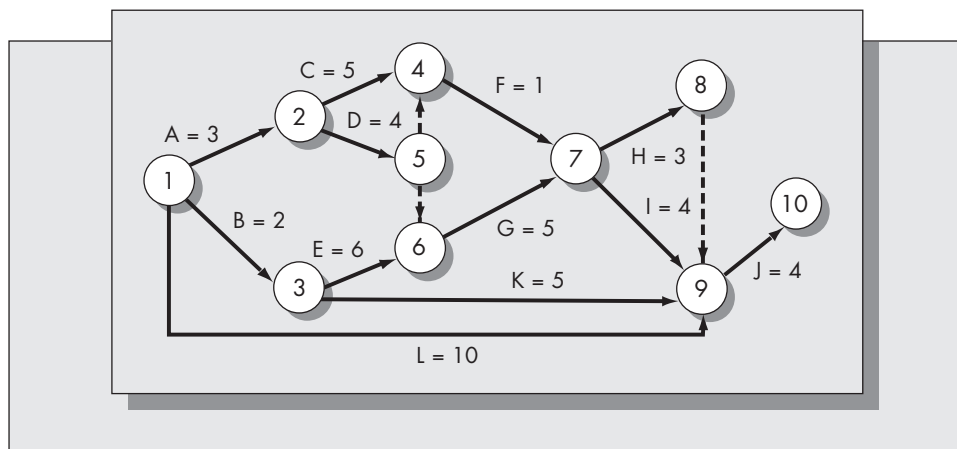 C = 5
4
F = 1
8
2
D = 4
A = 3
5
7
H = 3
1
I = 4
10
B = 2
G = 5
E = 6
6
K = 5
J = 4
3
9
L = 10